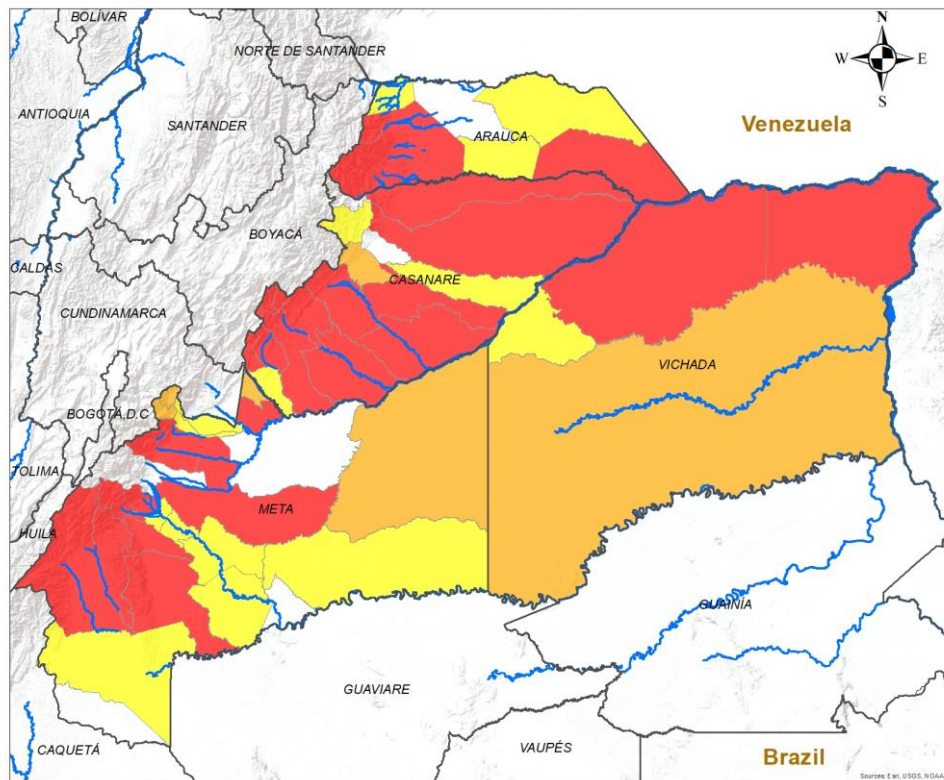 BOLÍVAR
N
NORTE DE SANTANDER
W
E
S
ANTIOQUIA
SANTANDER
Venezuela
ARAUCA
BOYACÁ
CALDAS
CASANARE
CUNDINAMARCA
VICHADA
BOGOTÁ,D.C
TOLIMA
META
HUILA
GUAINÍA
GUAVIARE
CAQUETÁ
VAUPÉS
Brazil
Sources: Esri, USGS, NOAA